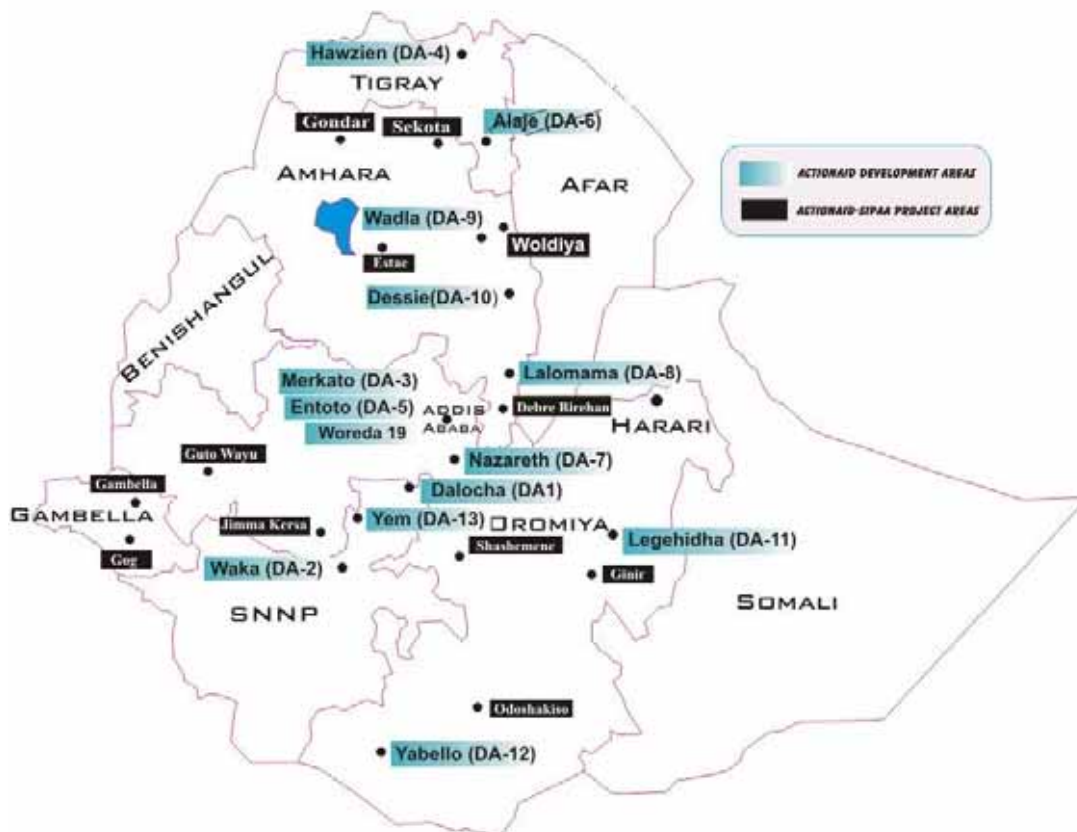 Hawzien (DA-4)
TIGRAY
Gondar
Sekota
Alaje (DA-6)
AMHARA
AFAR
ACTIONAID DEVELOPMENT AREAS
ACTIONAID-SIPAA PROJECT AREAS
Wadla (DA-9)
Woldiya
Estae
BENISHANGUL
Dessie(DA-10)
Merkato (DA-3)
Lalomama (DA-8)
Entoto (DA-5)
ADDIS
ABABA
Debre Birehan
HARARI
Woreda 19
Guto Wayu
Nazareth (DA-7)
Gambella
Dalocha (DA1)
GAMBELLA
Jimma Kersa
Yem (DA-13)
OROMIYA
Legehidha (DA-11)
Gog
Waka (DA-2)
Shashemene
Ginir
SNNP
SOMALI
Odoshakiso
Yabello (DA-12)